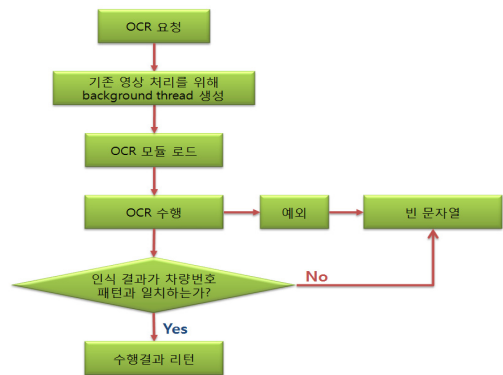 OCR 요청
기존 영상 처리를 위해
background thread 생성
OCR 모듈 로드
OCR 수행
예외
빈 문자열
인식 결과가 차량번호
패턴과 일치하는가?
No
Yes
수행결과 리턴